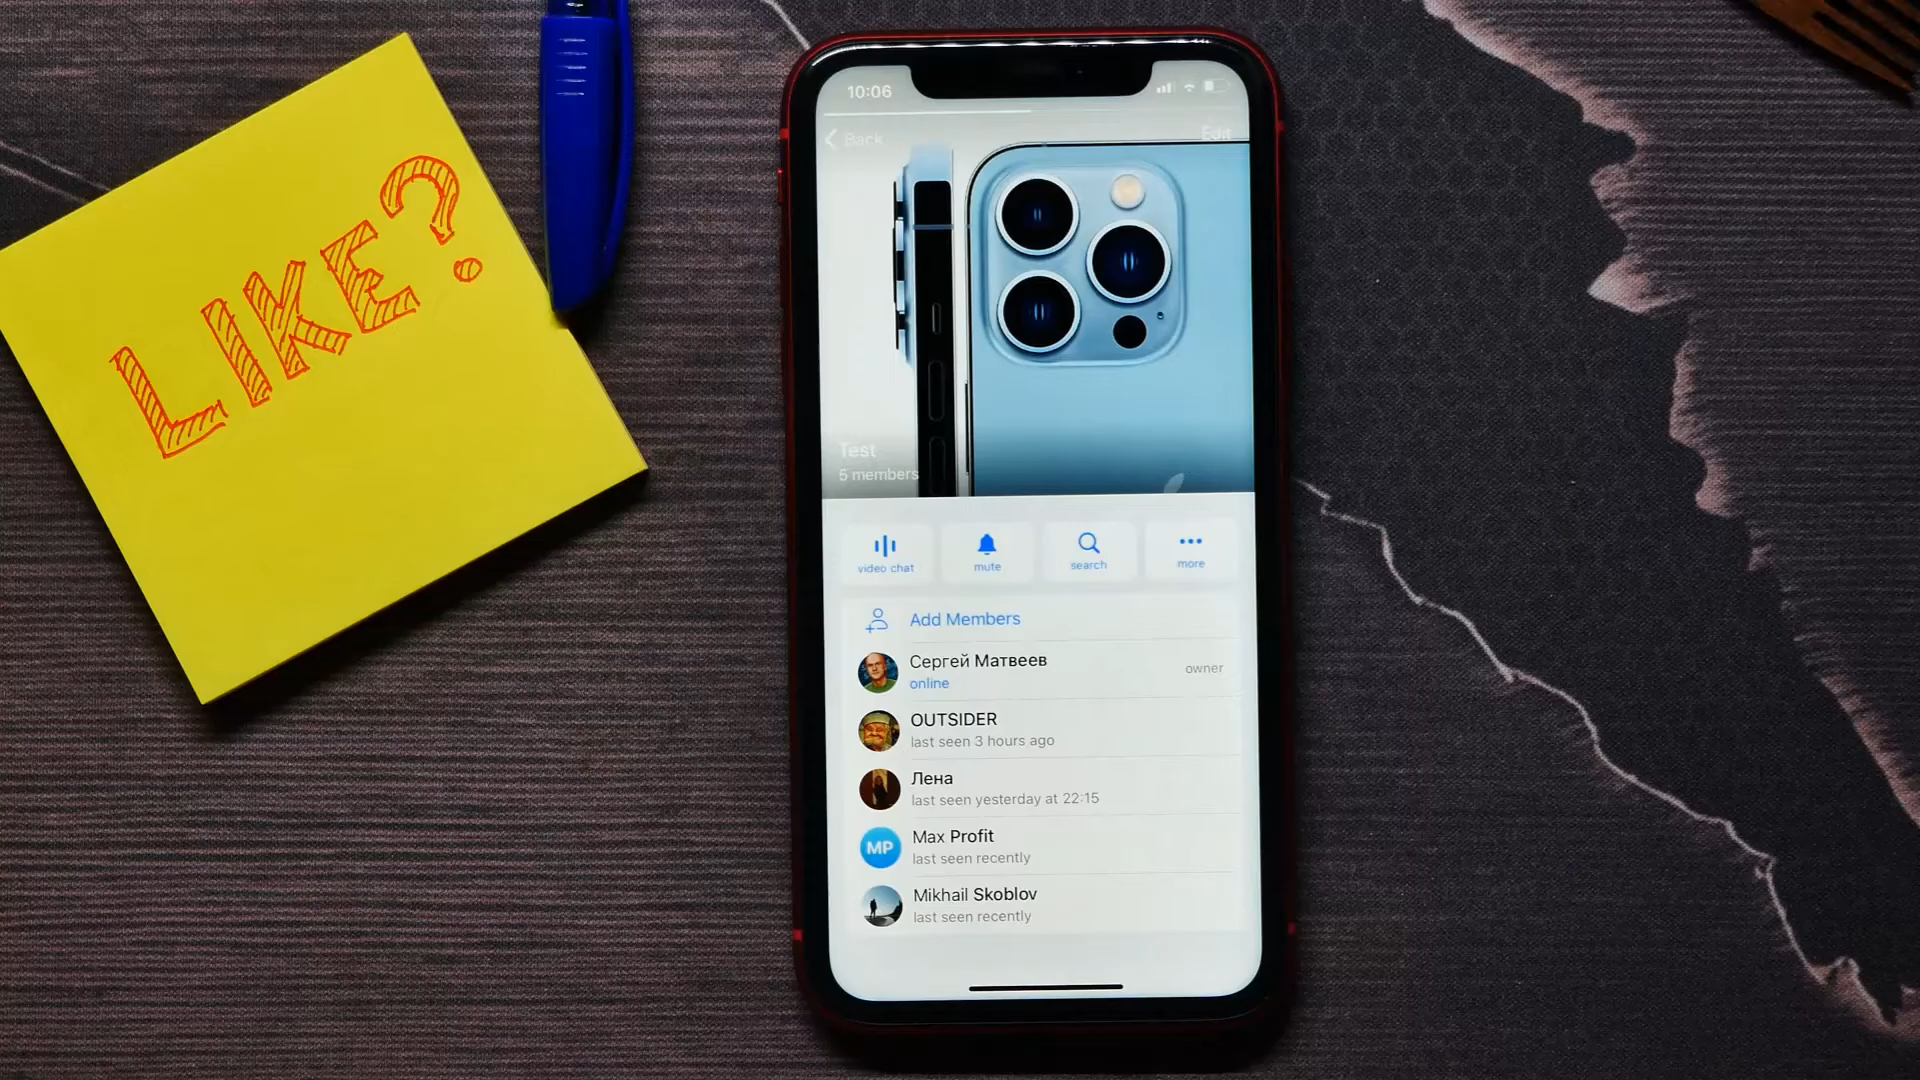 LIKE?
10:06
Back
Edit
Test
5 members
video chat
mute
search
more
Add Members
Сергей Матвеев
online
owner
OUTSIDER
last seen 3 hours ago
Лена
last seen yesterday at 22:15
MP
Max Profit
last seen recently
Mikhail Skoblov
last seen recently